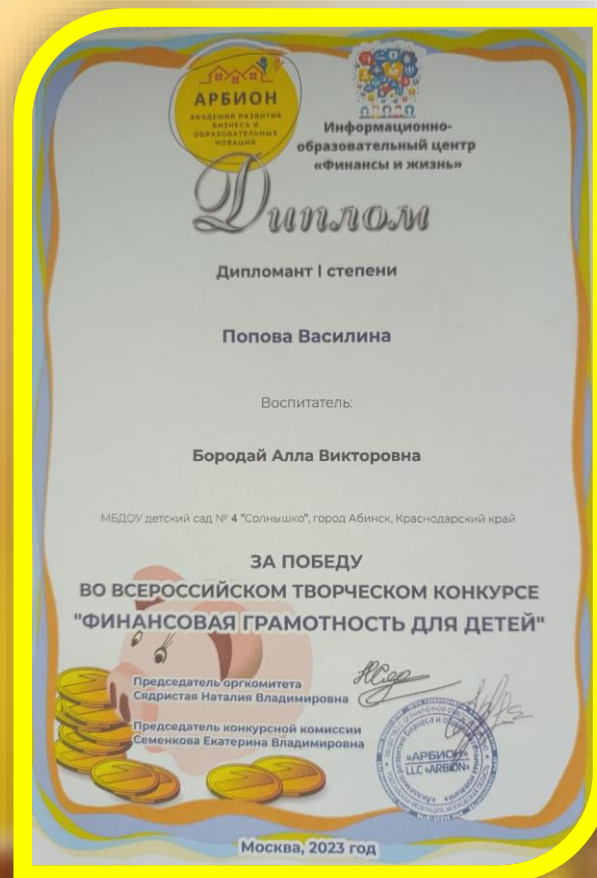 АРБИОН
АКАДЕМИЯ РАЗВИТИЯ
БИЗНЕСА И
ОБРАЗОВАТЕЛЬНЫХ
НОВАЦИЙ
Информационно-
образовательный центр
«Финансы и жизнь»
Диплом
Дипломант I степени
Попова Василина
Воспитатель:
Бородай Алла Викторовна
МБДОУ детский сад № 4 "Солнышко", город Абинск, Краснодарский край
ЗА ПОБЕДУ
ВО ВСЕРОССИЙСКОМ ТВОРЧЕСКОМ КОНКУРСЕ
"ФИНАНСОВАЯ ГРАМОТНОСТЬ ДЛЯ ДЕТЕЙ"
Председатель оргкомитета
Сядристая Наталия Владимировна
Председатель конкурсной комиссии
Семенкова Екатерина Владимировна
«АРБИОН»
LLC «ARBION»
Москва, 2023 год